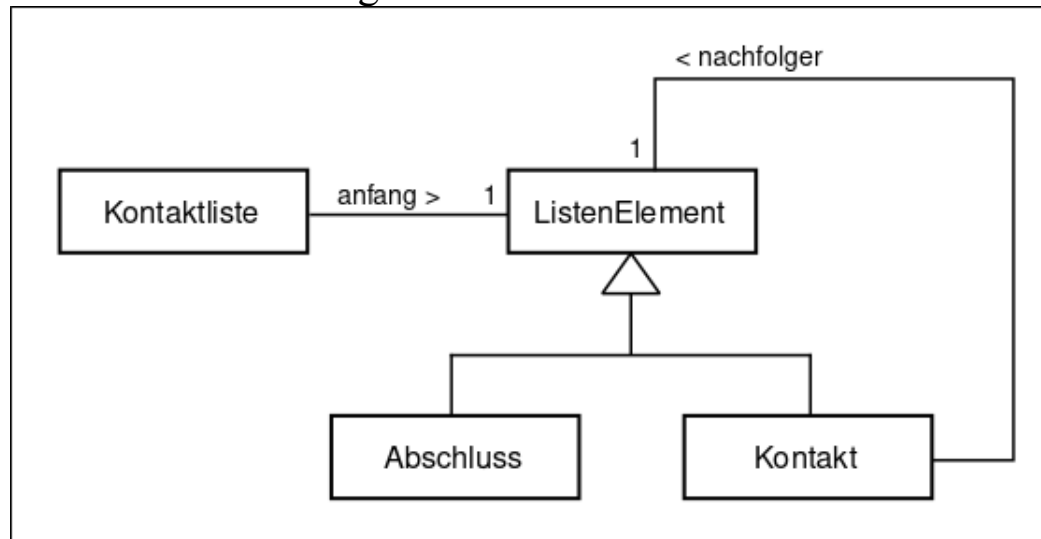 < nachfolger
1
Kontaktliste
anfang >
1
ListenElement
Abschluss
Kontakt